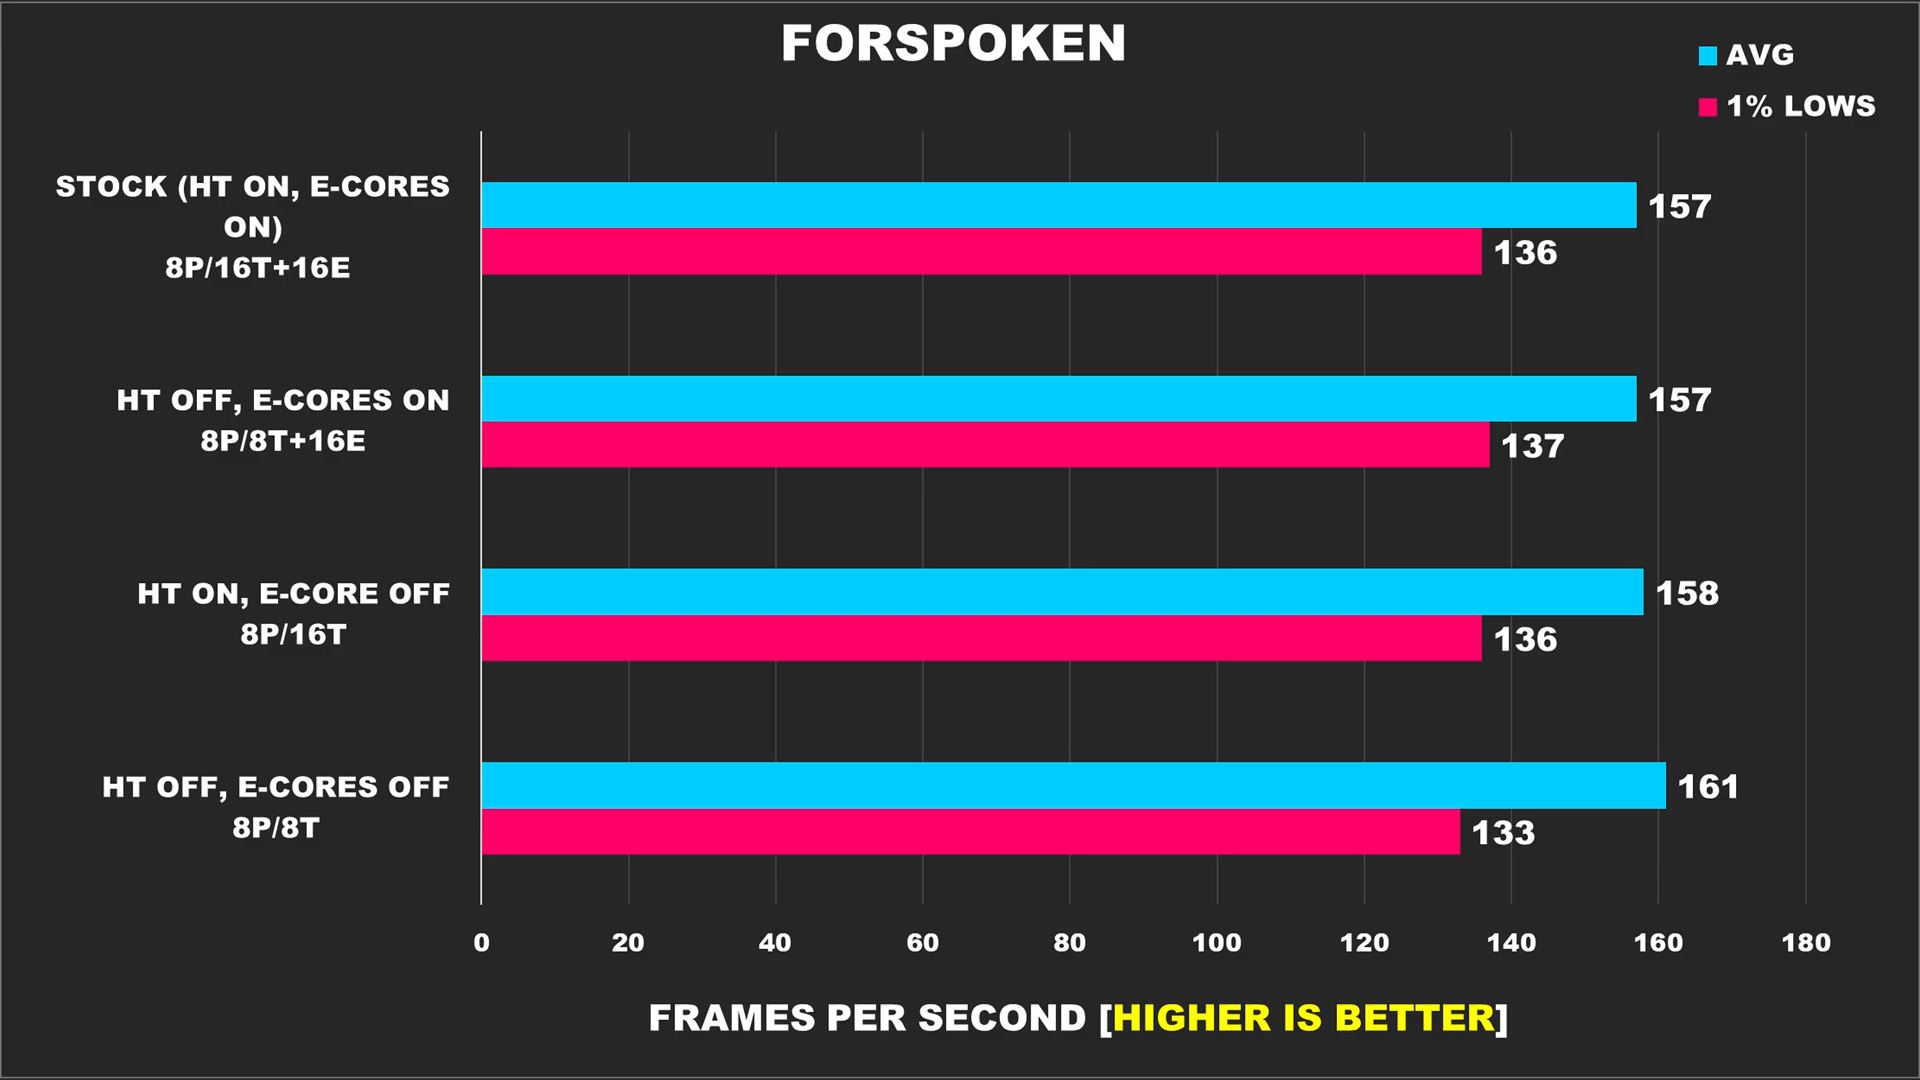 FORSPOKEN
AVG
1% LOWS
STOCK (HT ON, E-CORES
ON)
8P/16T+16E
157
136
HT OFF, E-CORES ON
8P/8T+16E
157
137
HT ON, E-CORE OFF
8P/16T
158
136
HT OFF, E-CORES OFF
8P/8T
161
133
0 20 40 60 80 100 120 140 160 180
FRAMES PER SECOND [HIGHER IS BETTER]